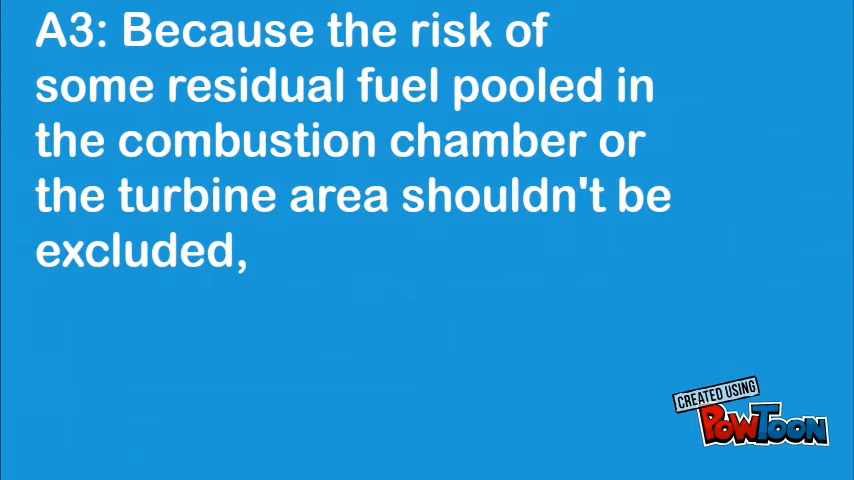 A3: Because the risk of
some residual fuel pooled in
the combustion chamber or
the turbine area shouldn't be
excluded,
CREATED USING
POWTOON